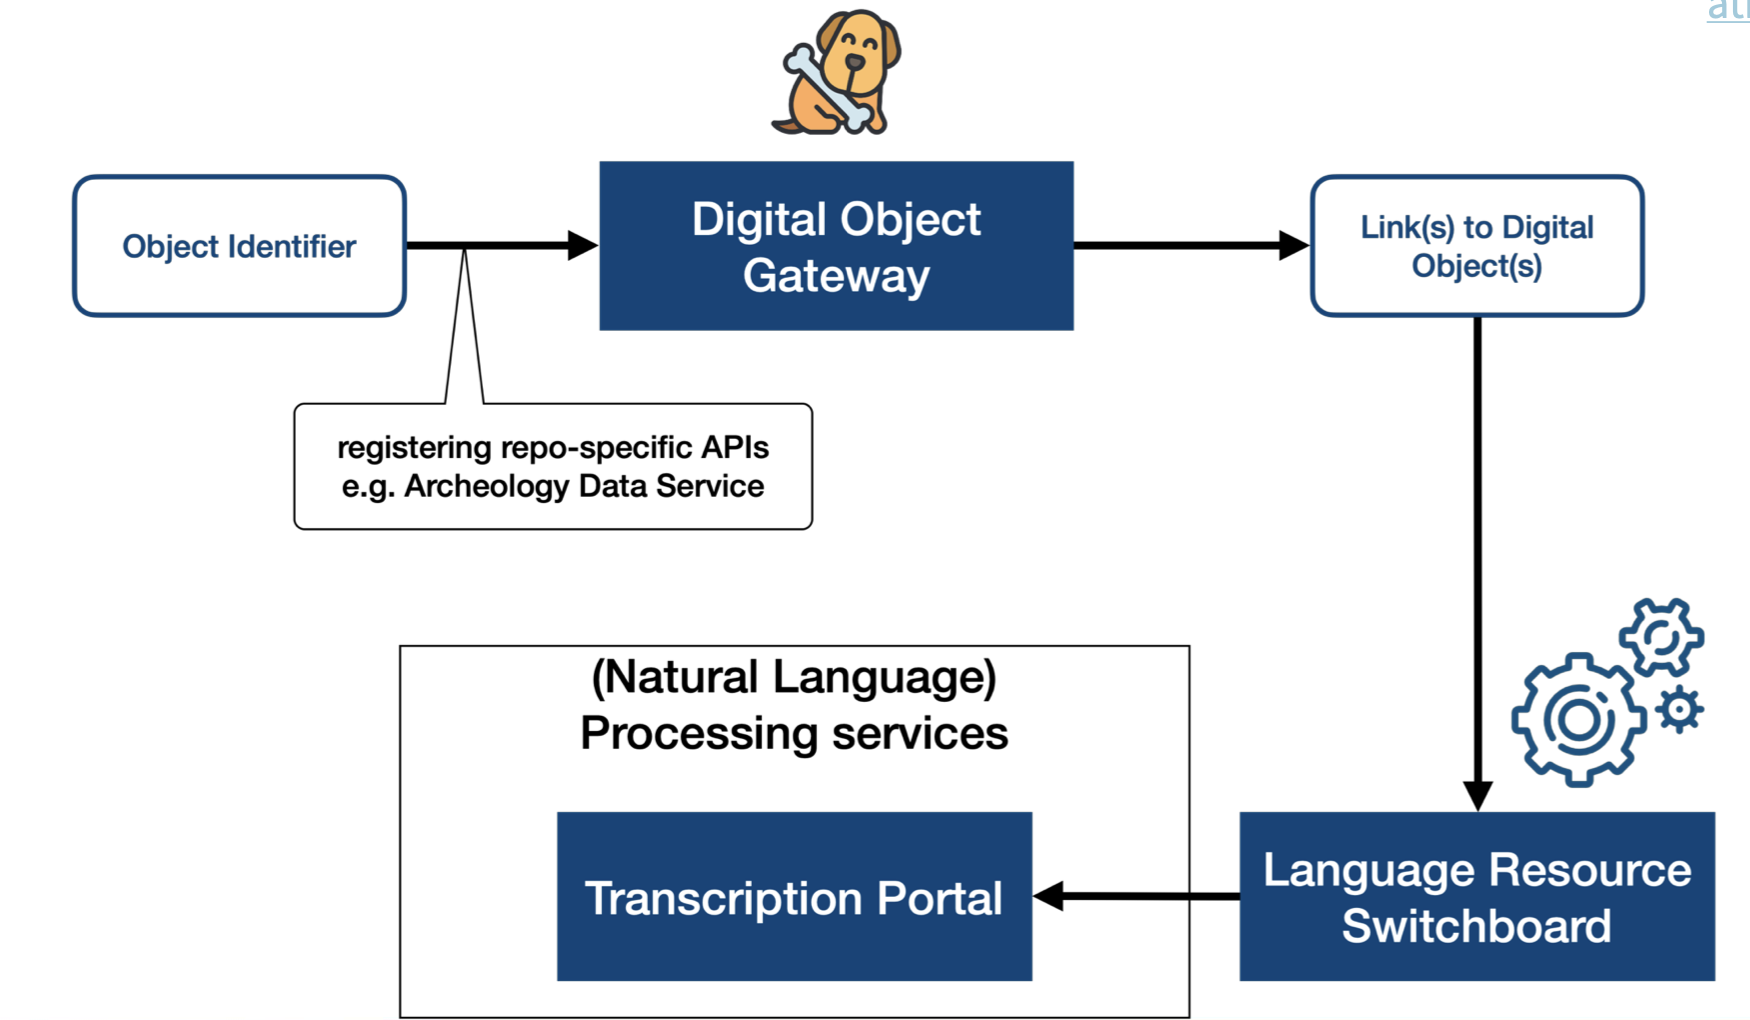 Object Identifier
Digital Object
Gateway
Link(s) to Digital
Object(s)
registering repo-specific APIs
e.g. Archeology Data Service
(Natural Language)
Processing services
Transcription Portal
Language Resource
Switchboard